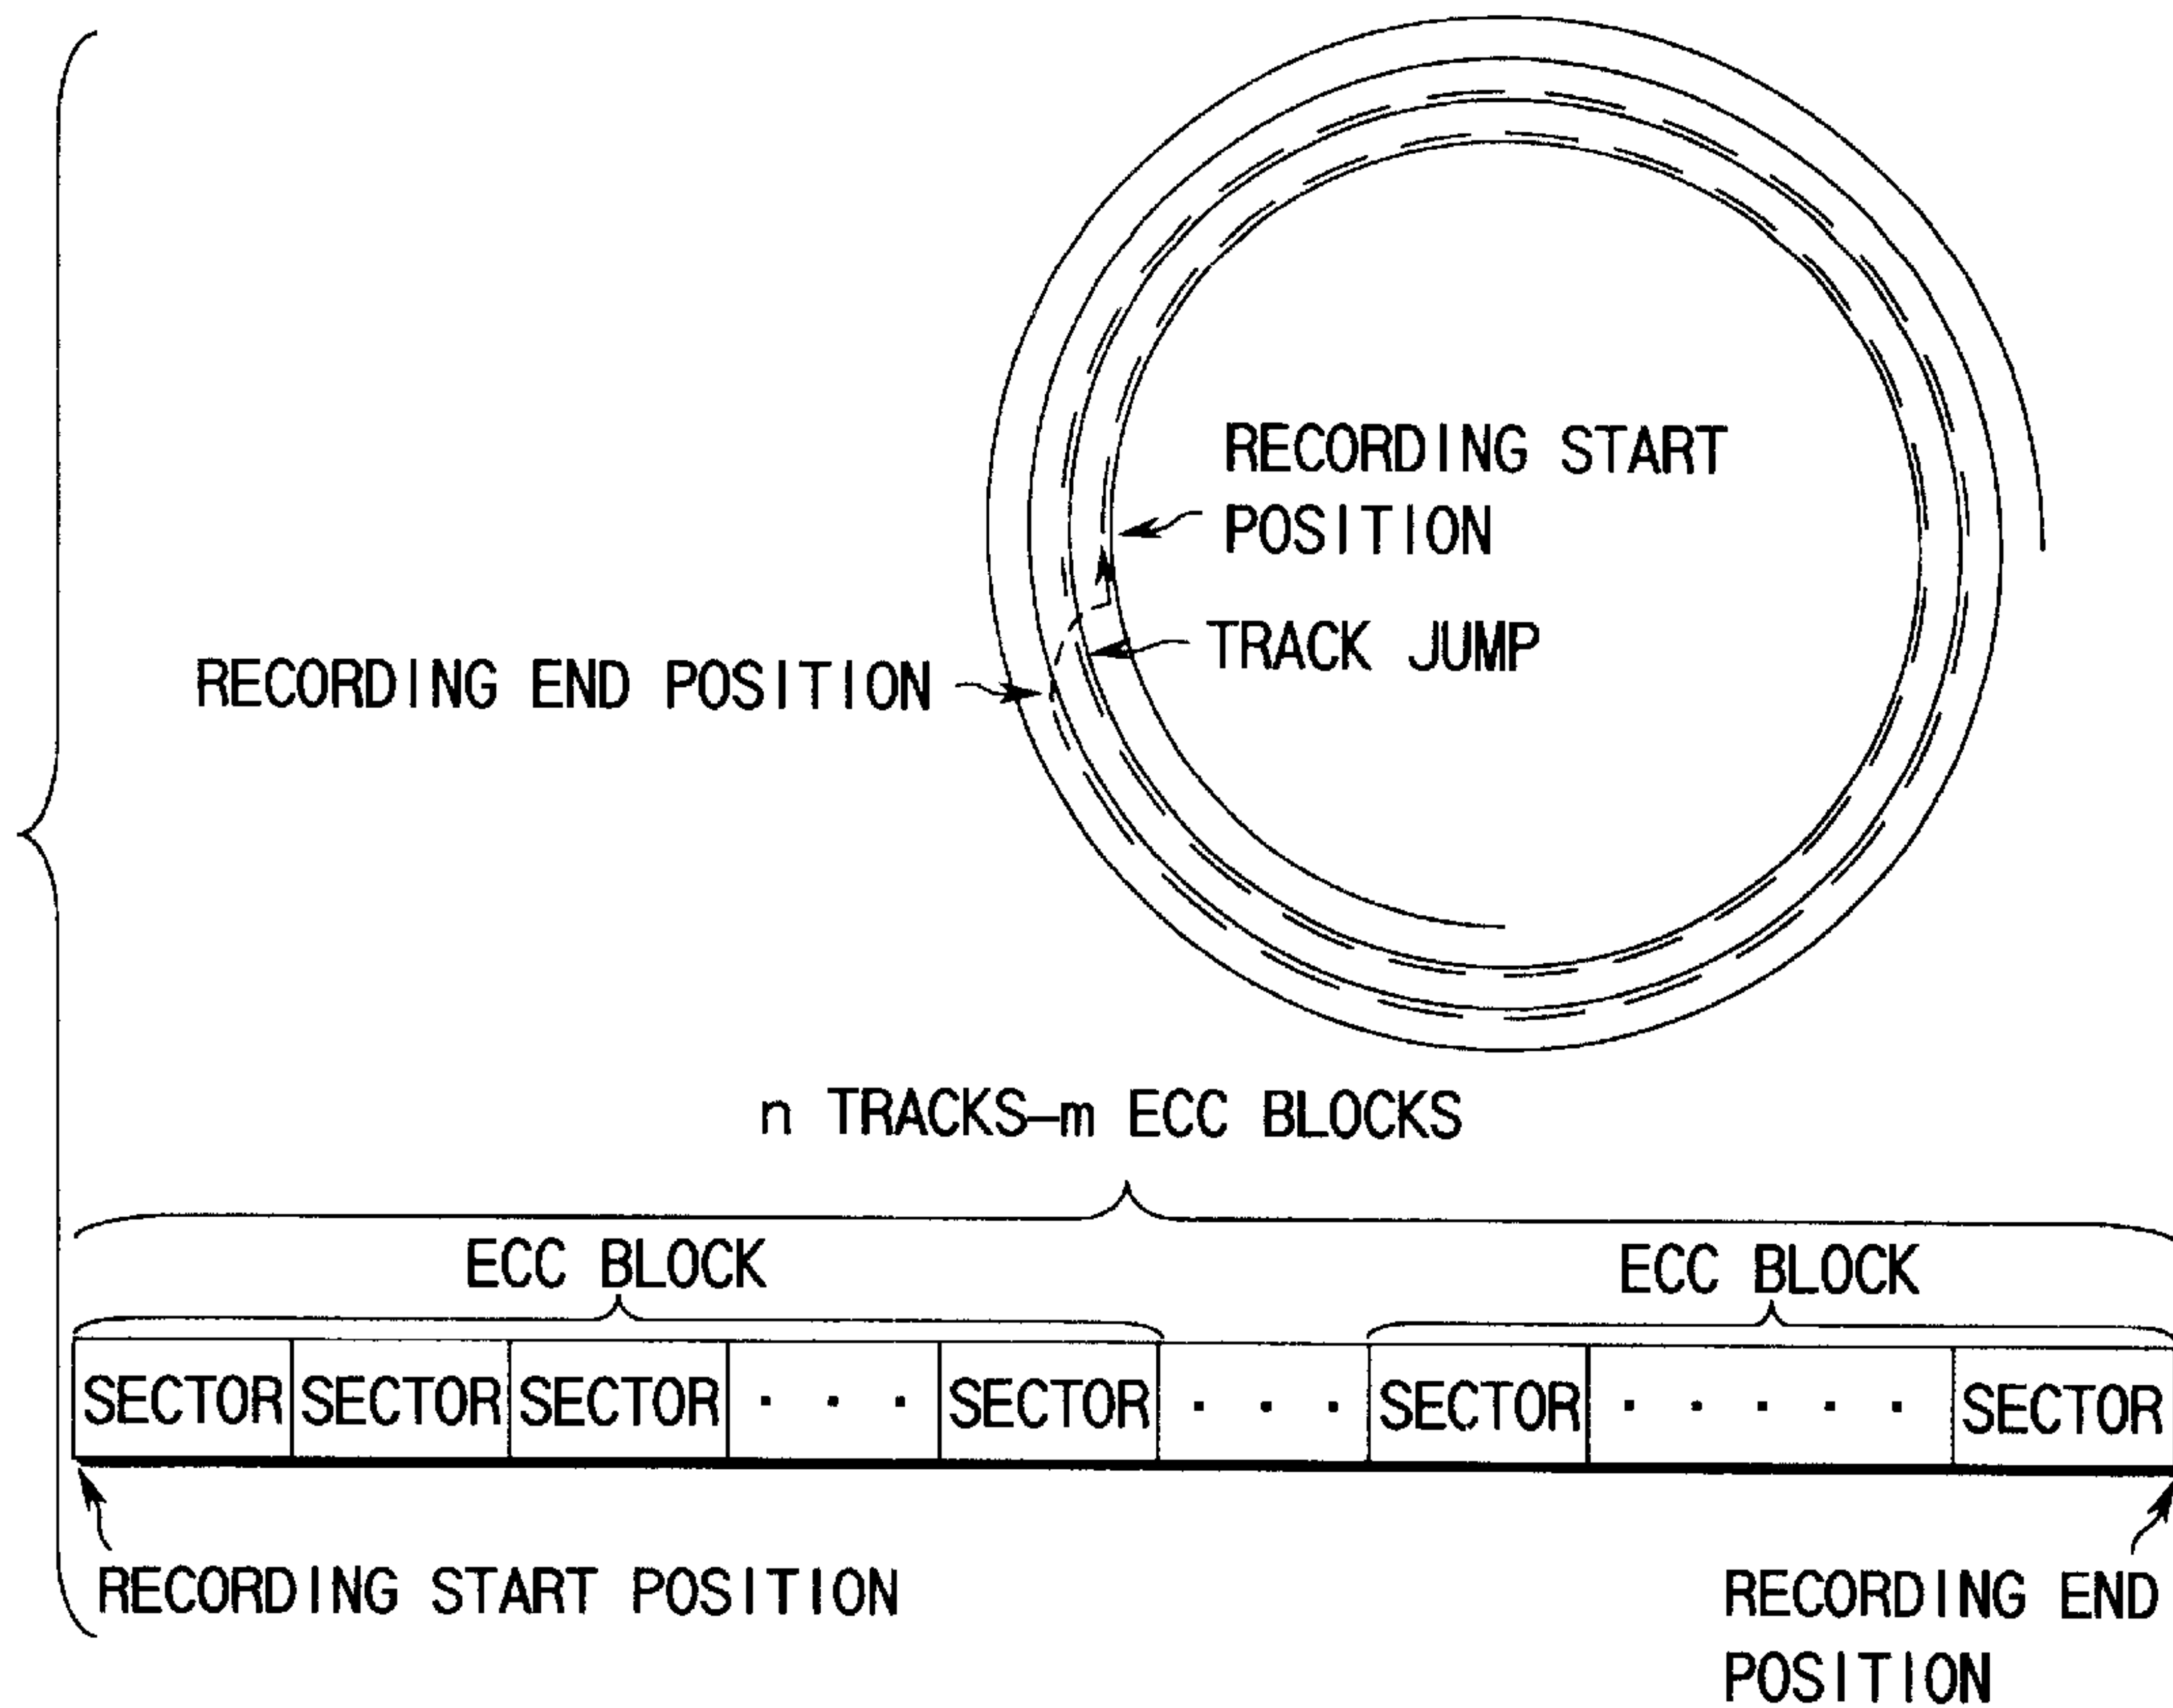 RECORDING START
POSITION
TRACK JUMP
RECORDING END POSITION
n TRACKS–m ECC BLOCKS
ECC BLOCK ECC BLOCK
SECTOR SECTOR SECTOR · · · SECTOR · · · SECTOR · · · · · SECTOR
RECORDING START POSITION
RECORDING END
POSITION